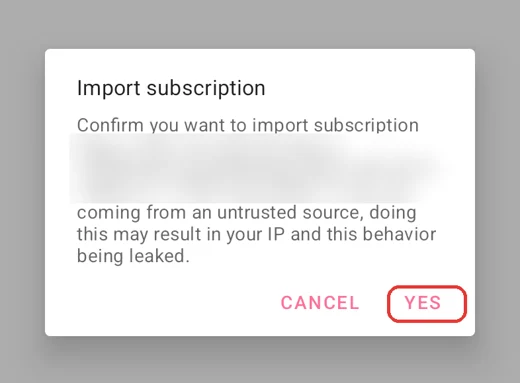 Import subscription
Confirm you want to import subscription
coming from an untrusted source, doing
this may result in your IP and this behavior
being leaked.
CANCEL YES